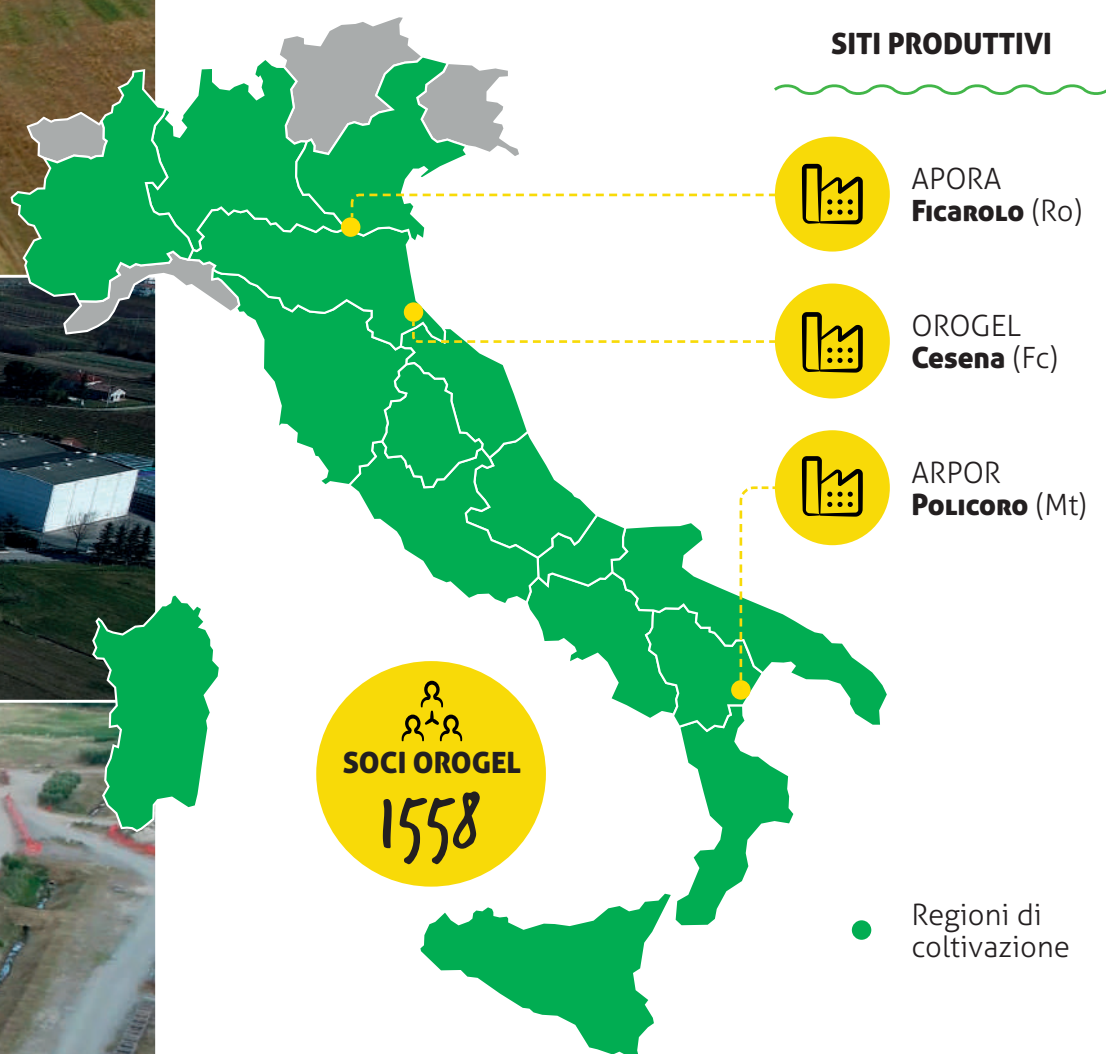 SITI PRODUTTIVI
APORA
Ficarolo (Ro)
OROGEL
Cesena (Fc)
ARPOR
Policoro (Mt)
SOCI OROGEL
1558
Regioni di
coltivazione